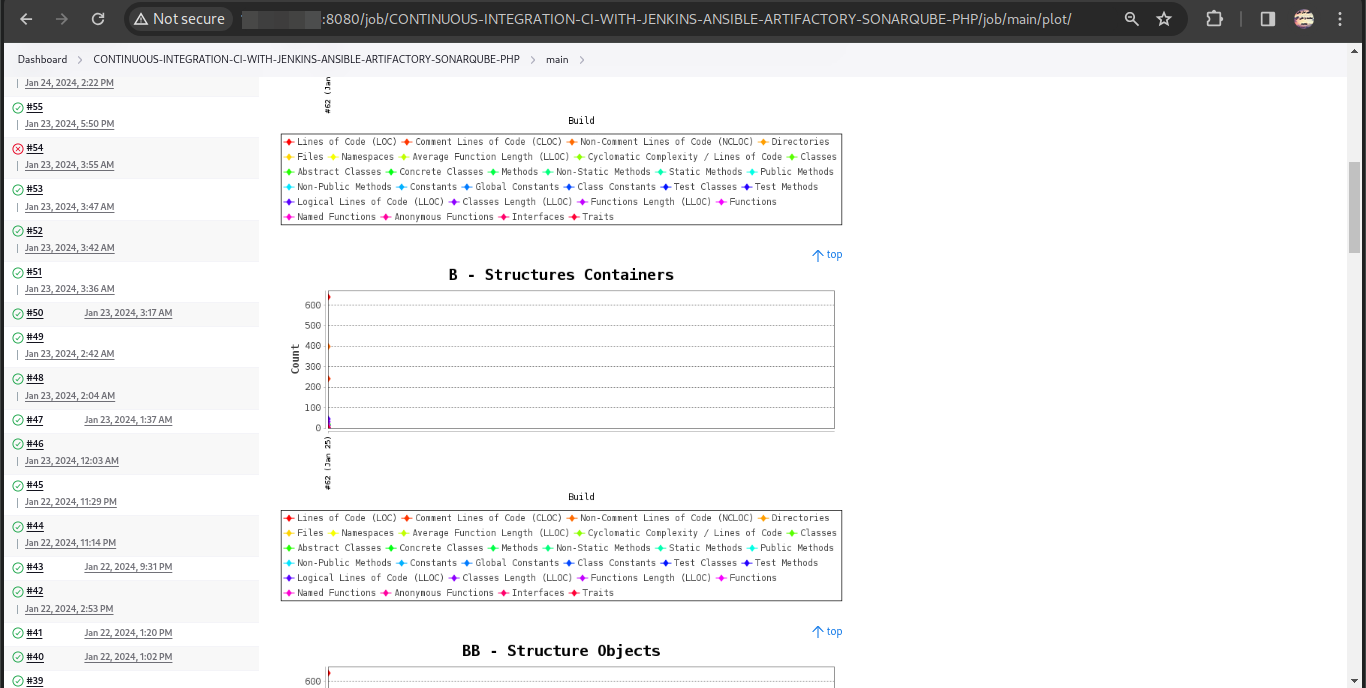 Not secure :8080/job/CONTINUOUS-INTEGRATION-CI-WITH-JENKINS-ANSIBLE-ARTIFACTORY-SONARQUBE-PHP/job/main/plot/
Dashboard CONTINUOUS-INTEGRATION-CI-WITH-JENKINS-ANSIBLE-ARTIFACTORY-SONARQUBE-PHP main
Jan 24, 2024, 2:22 PM
#55
Jan 23, 2024, 5:50 PM
#54
Jan 23, 2024, 3:55 AM
#53
Jan 23, 2024, 3:47 AM
#52
Jan 23, 2024, 3:42 AM
#51
Jan 23, 2024, 3:36 AM
#50 Jan 23, 2024, 3:17 AM
#49
Jan 23, 2024, 2:42 AM
#48
Jan 23, 2024, 2:04 AM
#47 Jan 23, 2024, 1:37 AM
#46
Jan 23, 2024, 12:03 AM
#45
Jan 22, 2024, 11:29 PM
#44
Jan 22, 2024, 11:14 PM
#43 Jan 22, 2024, 9:31 PM
#42
Jan 22, 2024, 2:53 PM
#41 Jan 22, 2024, 1:20 PM
#40 Jan 22, 2024, 1:02 PM
#39
#62 (Jan
Build
Lines of Code (LOC) Comment Lines of Code (CLOC) Non-Comment Lines of Code (NCLOC) Directories
Files Namespaces Average Function Length (LLOC) Cyclomatic Complexity / Lines of Code Classes
Abstract Classes Concrete Classes Methods Non-Static Methods Static Methods Public Methods
Non-Public Methods Constants Global Constants Class Constants Test Classes Test Methods
Logical Lines of Code (LLOC) Classes Length (LLOC) Functions Length (LLOC) Functions
Named Functions Anonymous Functions Interfaces Traits
top
B - Structures Containers
600
500
400
300
200
100
0
Count
#62 (Jan 25)
Build
Lines of Code (LOC) Comment Lines of Code (CLOC) Non-Comment Lines of Code (NCLOC) Directories
Files Namespaces Average Function Length (LLOC) Cyclomatic Complexity / Lines of Code Classes
Abstract Classes Concrete Classes Methods Non-Static Methods Static Methods Public Methods
Non-Public Methods Constants Global Constants Class Constants Test Classes Test Methods
Logical Lines of Code (LLOC) Classes Length (LLOC) Functions Length (LLOC) Functions
Named Functions Anonymous Functions Interfaces Traits
top
BB - Structure Objects
600